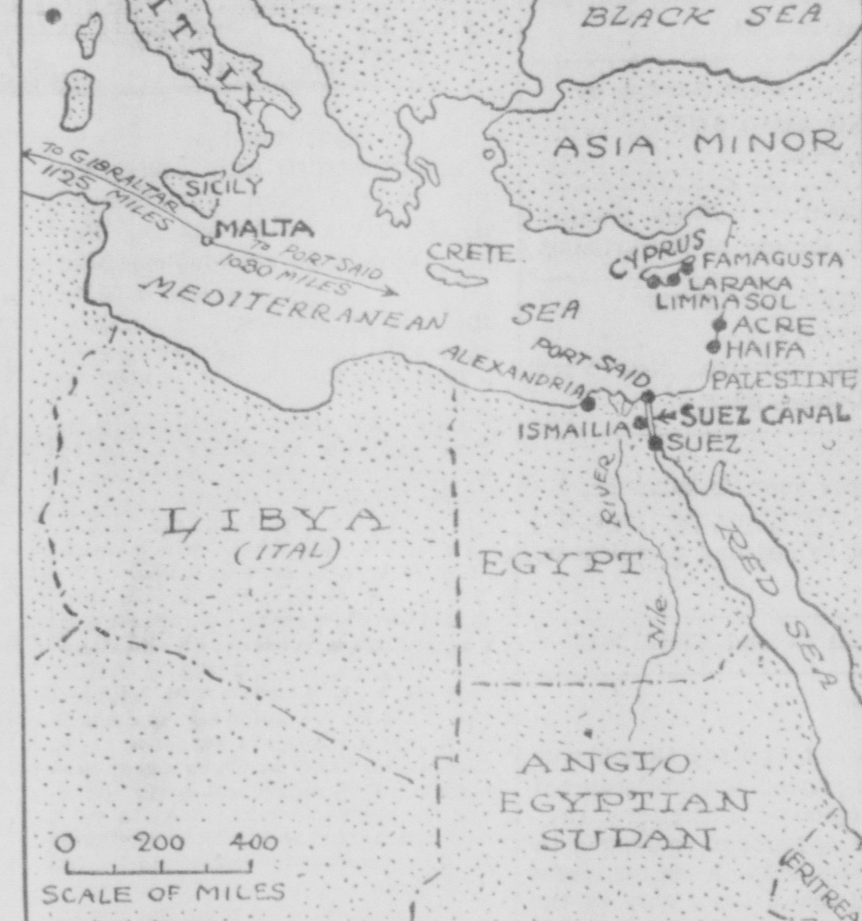 BLACK SEA
ITALY
ASIA MINOR
TO GIBRALTAR
1125 MILES
SICILY
MALTA
TO PORT SAID
1080 MILES
CRETE
CYPRUS
FAMAGUSTA
LARAKA
LIMMASOL
MEDITERRANEAN SEA
ACRE
HAIFA
ALEXANDRIA
PORT SAID
PALESTINE
ISMAILIA
SUEZ CANAL
SUEZ
LIBYA
(ITAL)
RIVER
Nile
EGYPT
RED SEA
ANGLO
EGYPTIAN
SUDAN
ERITRE
0 200 400
SCALE OF MILES